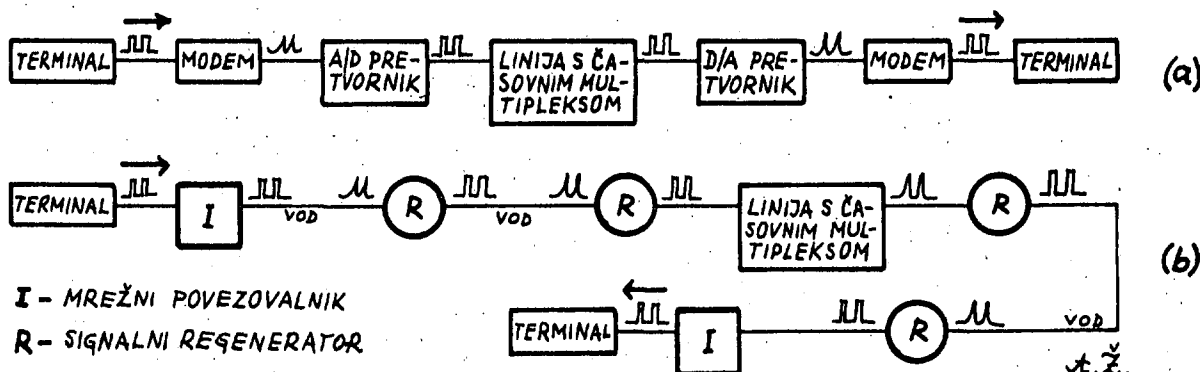 TERMINAL
MODEM
A/D PRE-
TVORNIK
LINIJA S ČA-
SOVNIM MUL-
TIPLEKSOM
D/A PRE-
TVORNIK
MODEM
TERMINAL
(a)
TERMINAL
I
VOD
R
VOD
R
LINIJA S ČA-
SOVNIM MUL-
TIPLEKSOM
R
(b)
I - MREŽNI POVEZOVALNIK
R - SIGNALNI REGENERATOR
TERMINAL
I
R
VOD